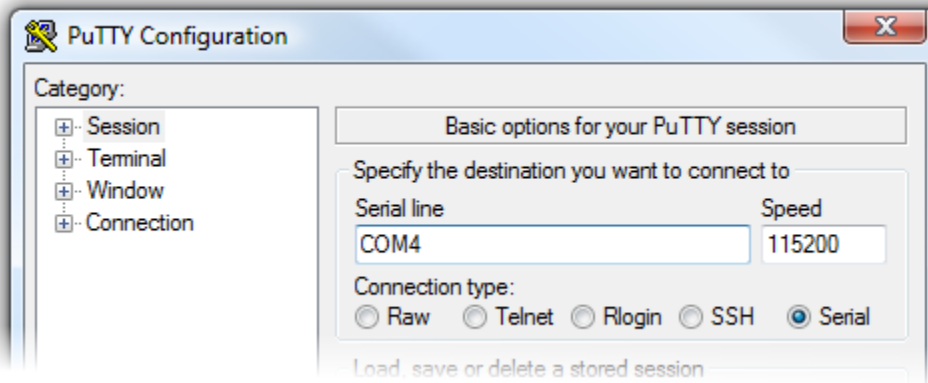 PuTTY Configuration
Category:
Session
Terminal
Window
Connection
Basic options for your PuTTY session
Specify the destination you want to connect to
Serial line Speed
COM4 115200
Connection type:
Raw Telnet Rlogin SSH Serial
Load, save or delete a stored session